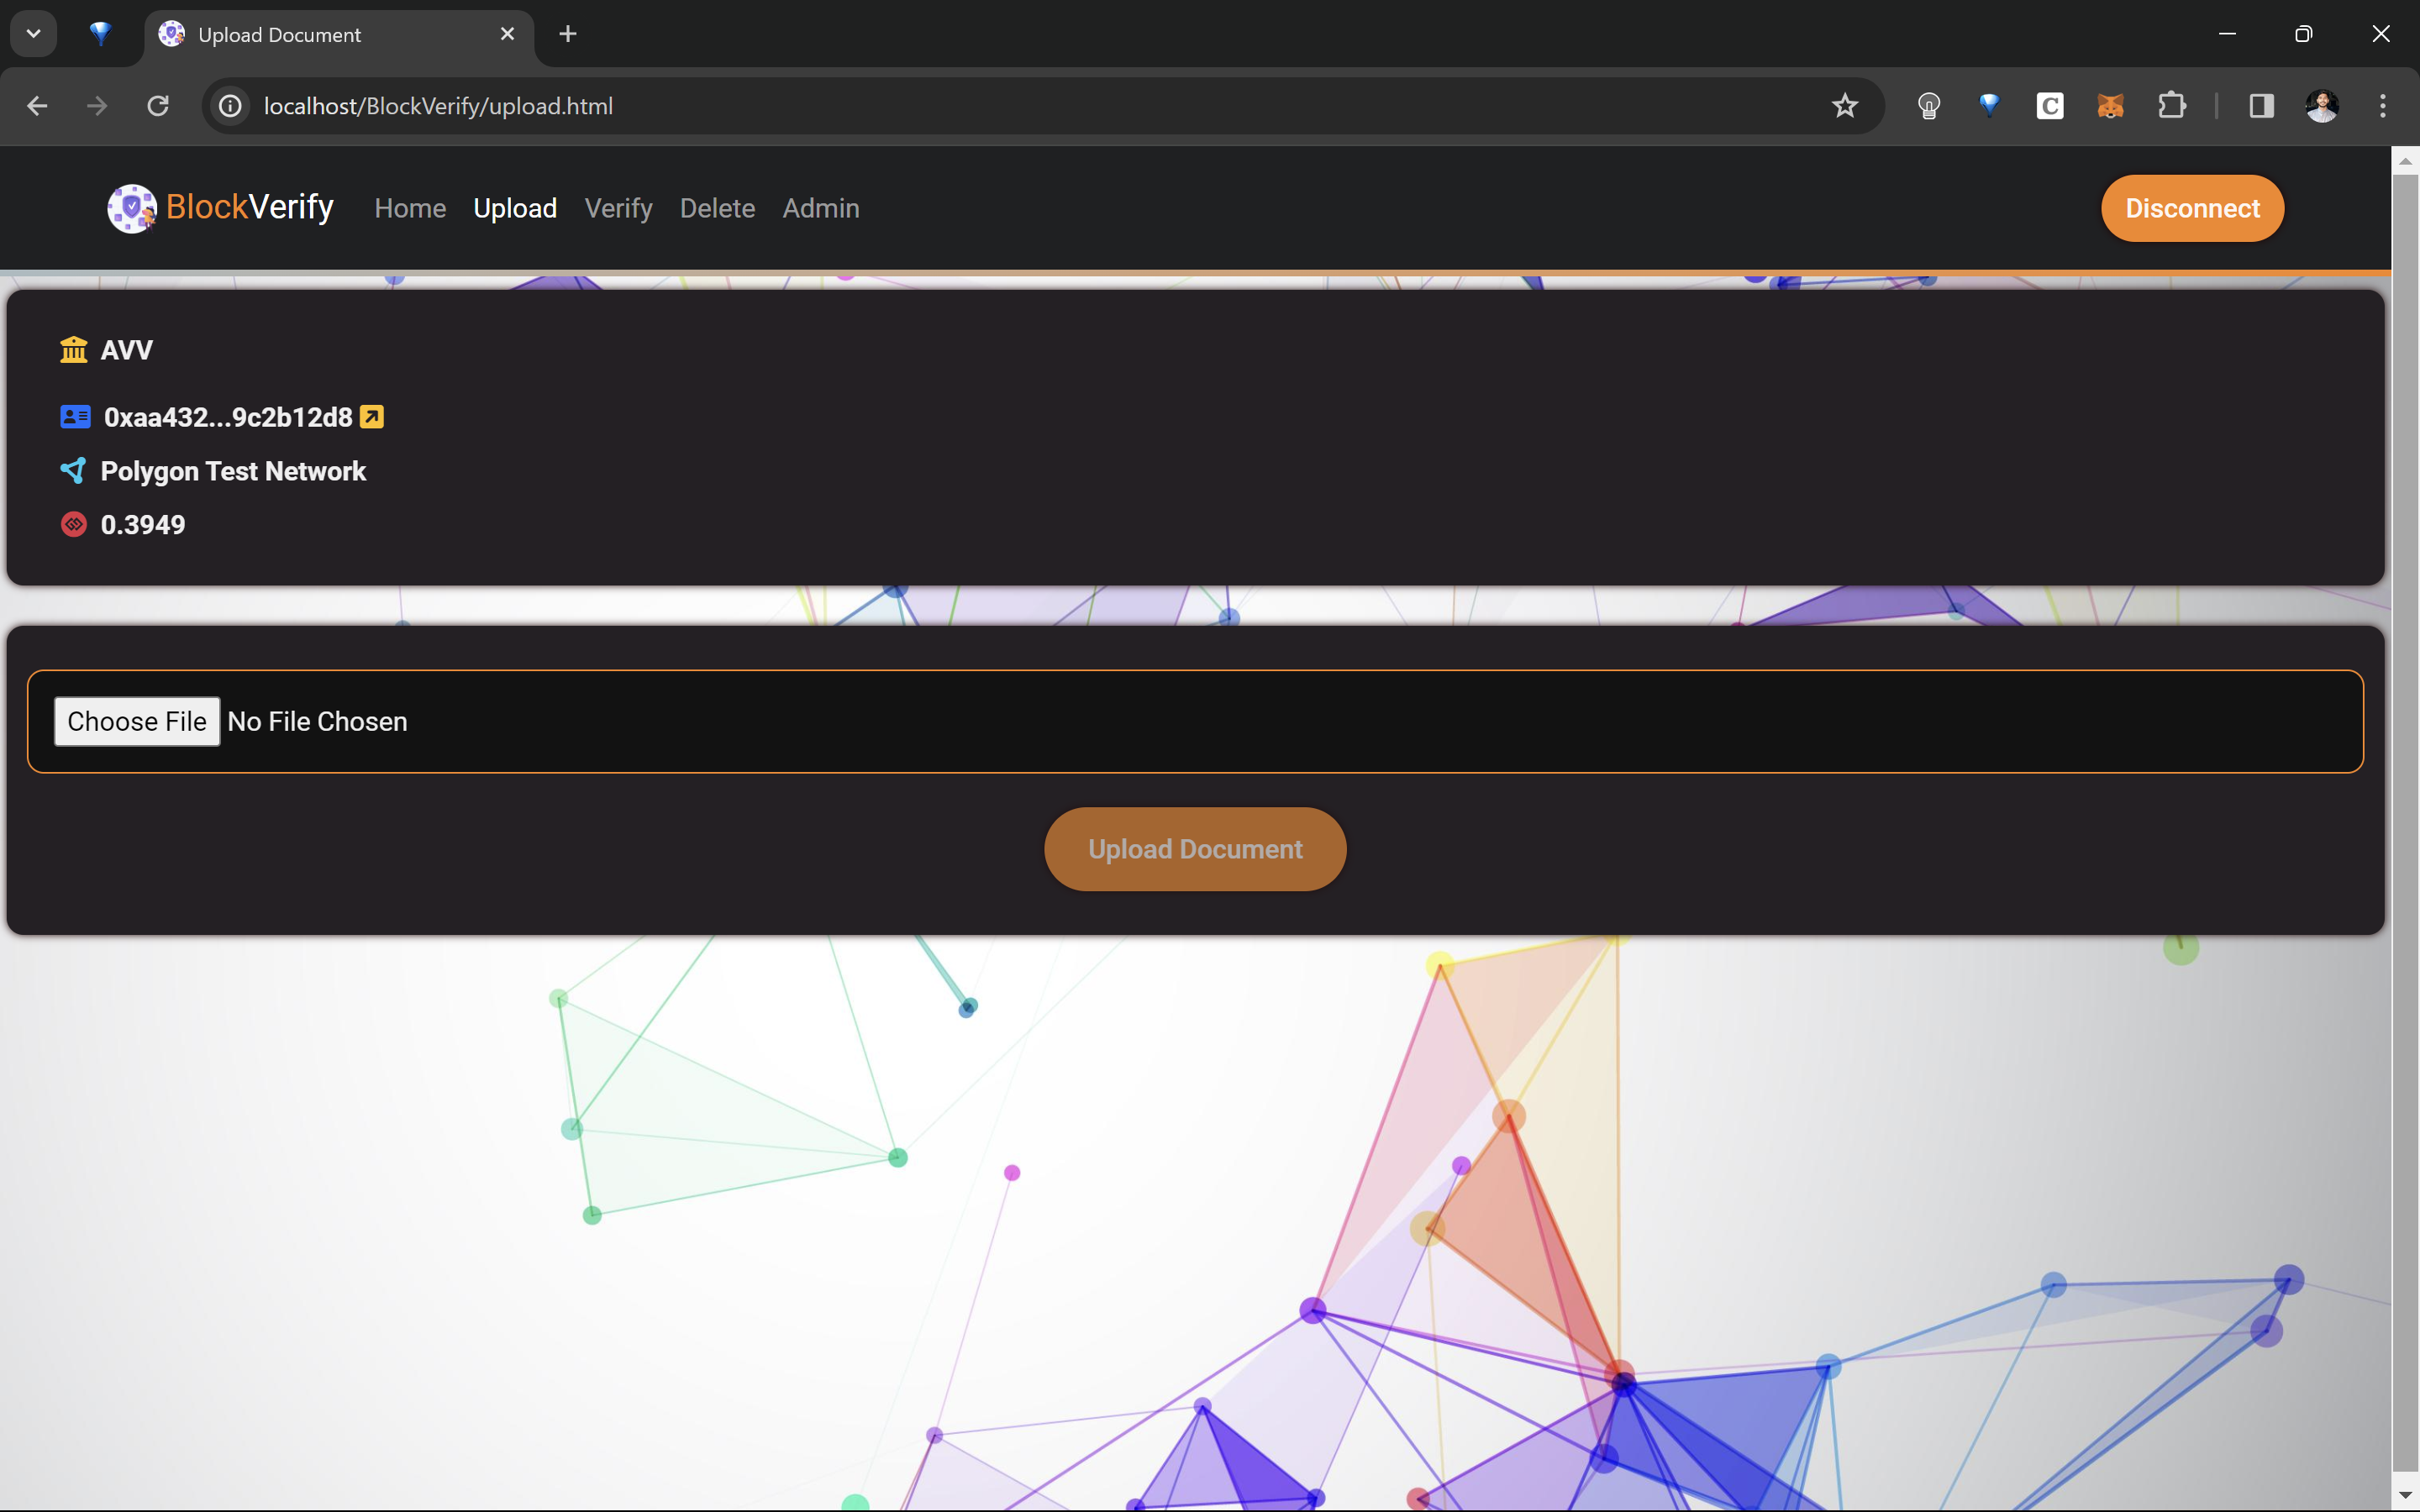 Upload Document
localhost/BlockVerify/upload.html
BlockVerify Home Upload Verify Delete Admin Disconnect
AVV
0xaa432...9c2b12d8
Polygon Test Network
0.3949
Choose File No File Chosen
Upload Document